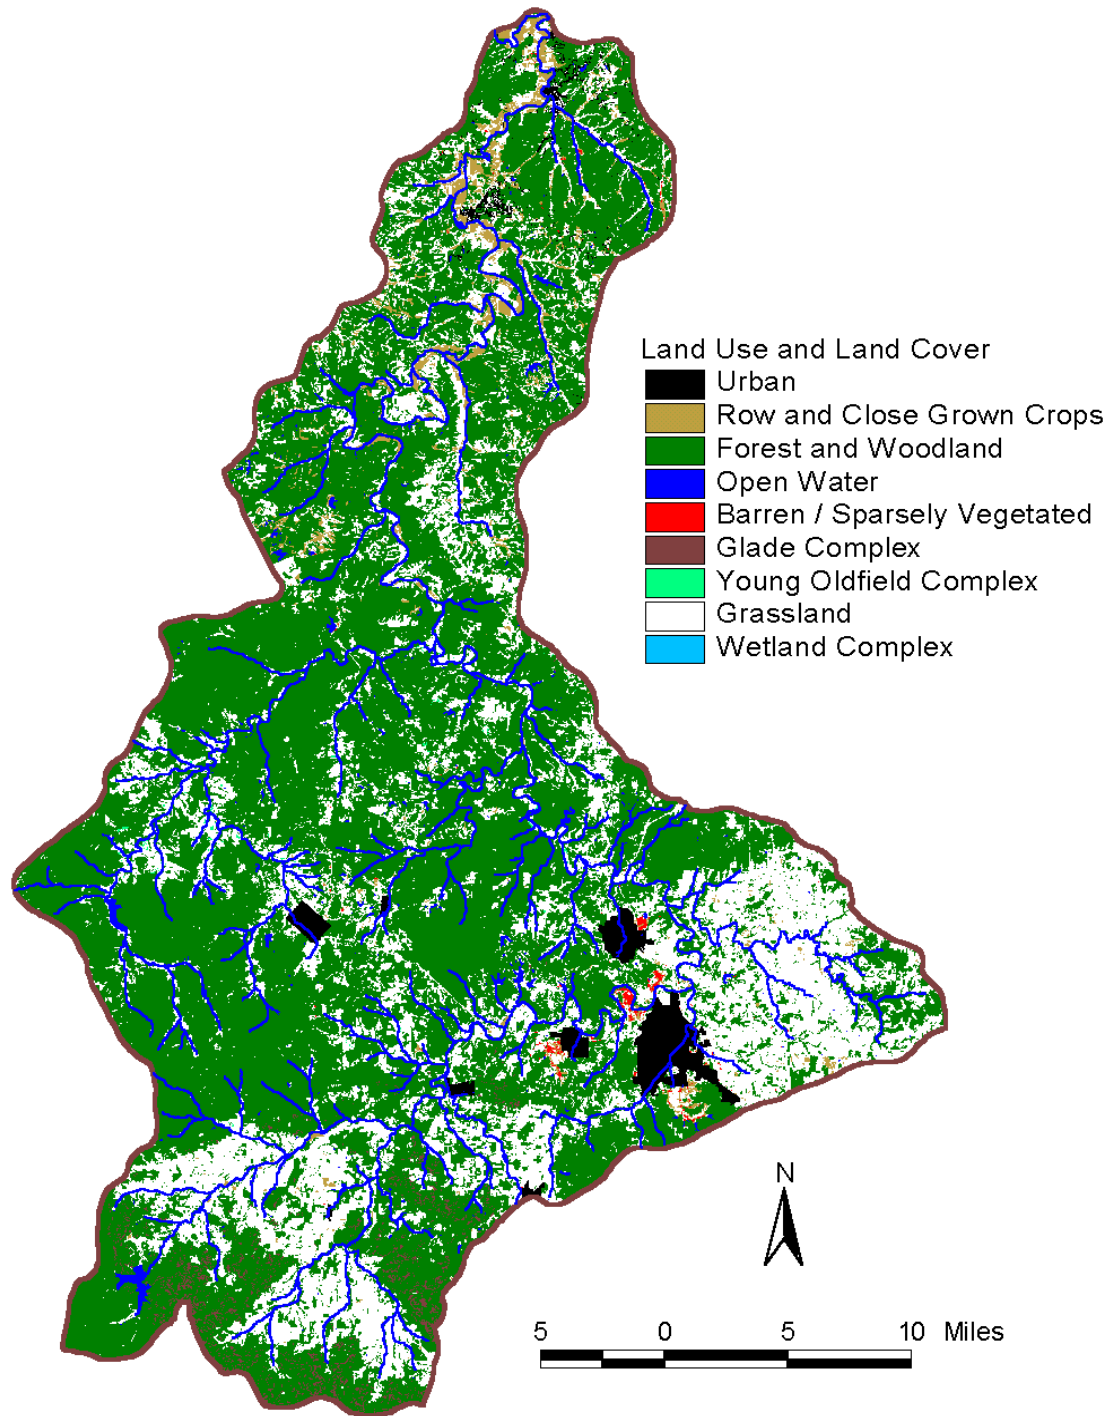 Land Use and Land Cover
Urban
Row and Close Grown Crops
Forest and Woodland
Open Water
Barren / Sparsely Vegetated
Glade Complex
Young Oldfield Complex
Grassland
Wetland Complex
N
5 0 5 10 Miles